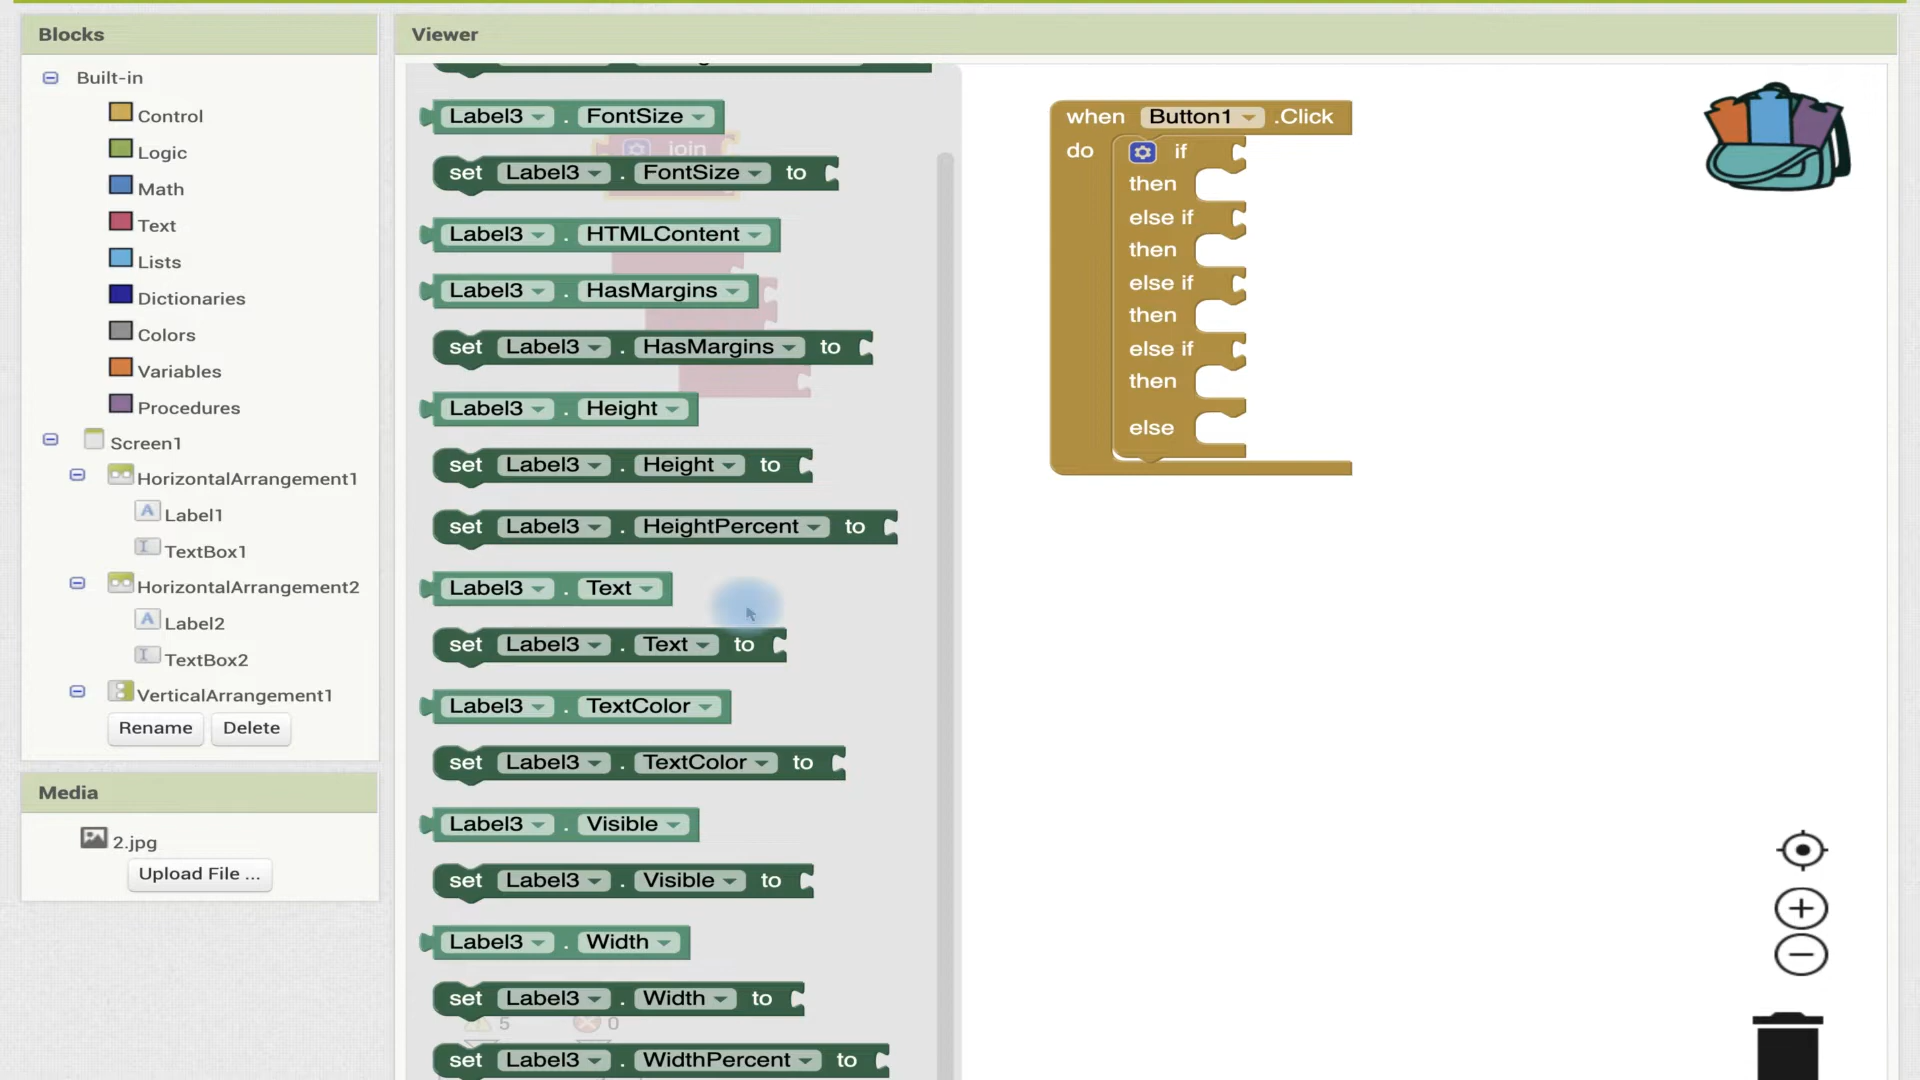 Blocks
Built-in
Control
Logic
Math
Text
Lists
Dictionaries
Colors
Variables
Procedures
Screen1
HorizontalArrangement1
Label1
TextBox1
HorizontalArrangement2
Label2
TextBox2
VerticalArrangement1
Rename Delete
Media
2.jpg
Upload File ...
Viewer
Label3 . FontSize
join
set Label3 . FontSize to
Label3 . HTMLContent
Label3 . HasMargins
set Label3 . HasMargins to
Label3 . Height
set Label3 . Height to
set Label3 . HeightPercent to
Label3 . Text
set Label3 . Text to
Label3 . TextColor
set Label3 . TextColor to
Label3 . Visible
set Label3 . Visible to
Label3 . Width
set Label3 . Width to
5 0
set Label3 . WidthPercent to
when Button1 .Click
do if
then
else if
then
else if
then
else if
then
else